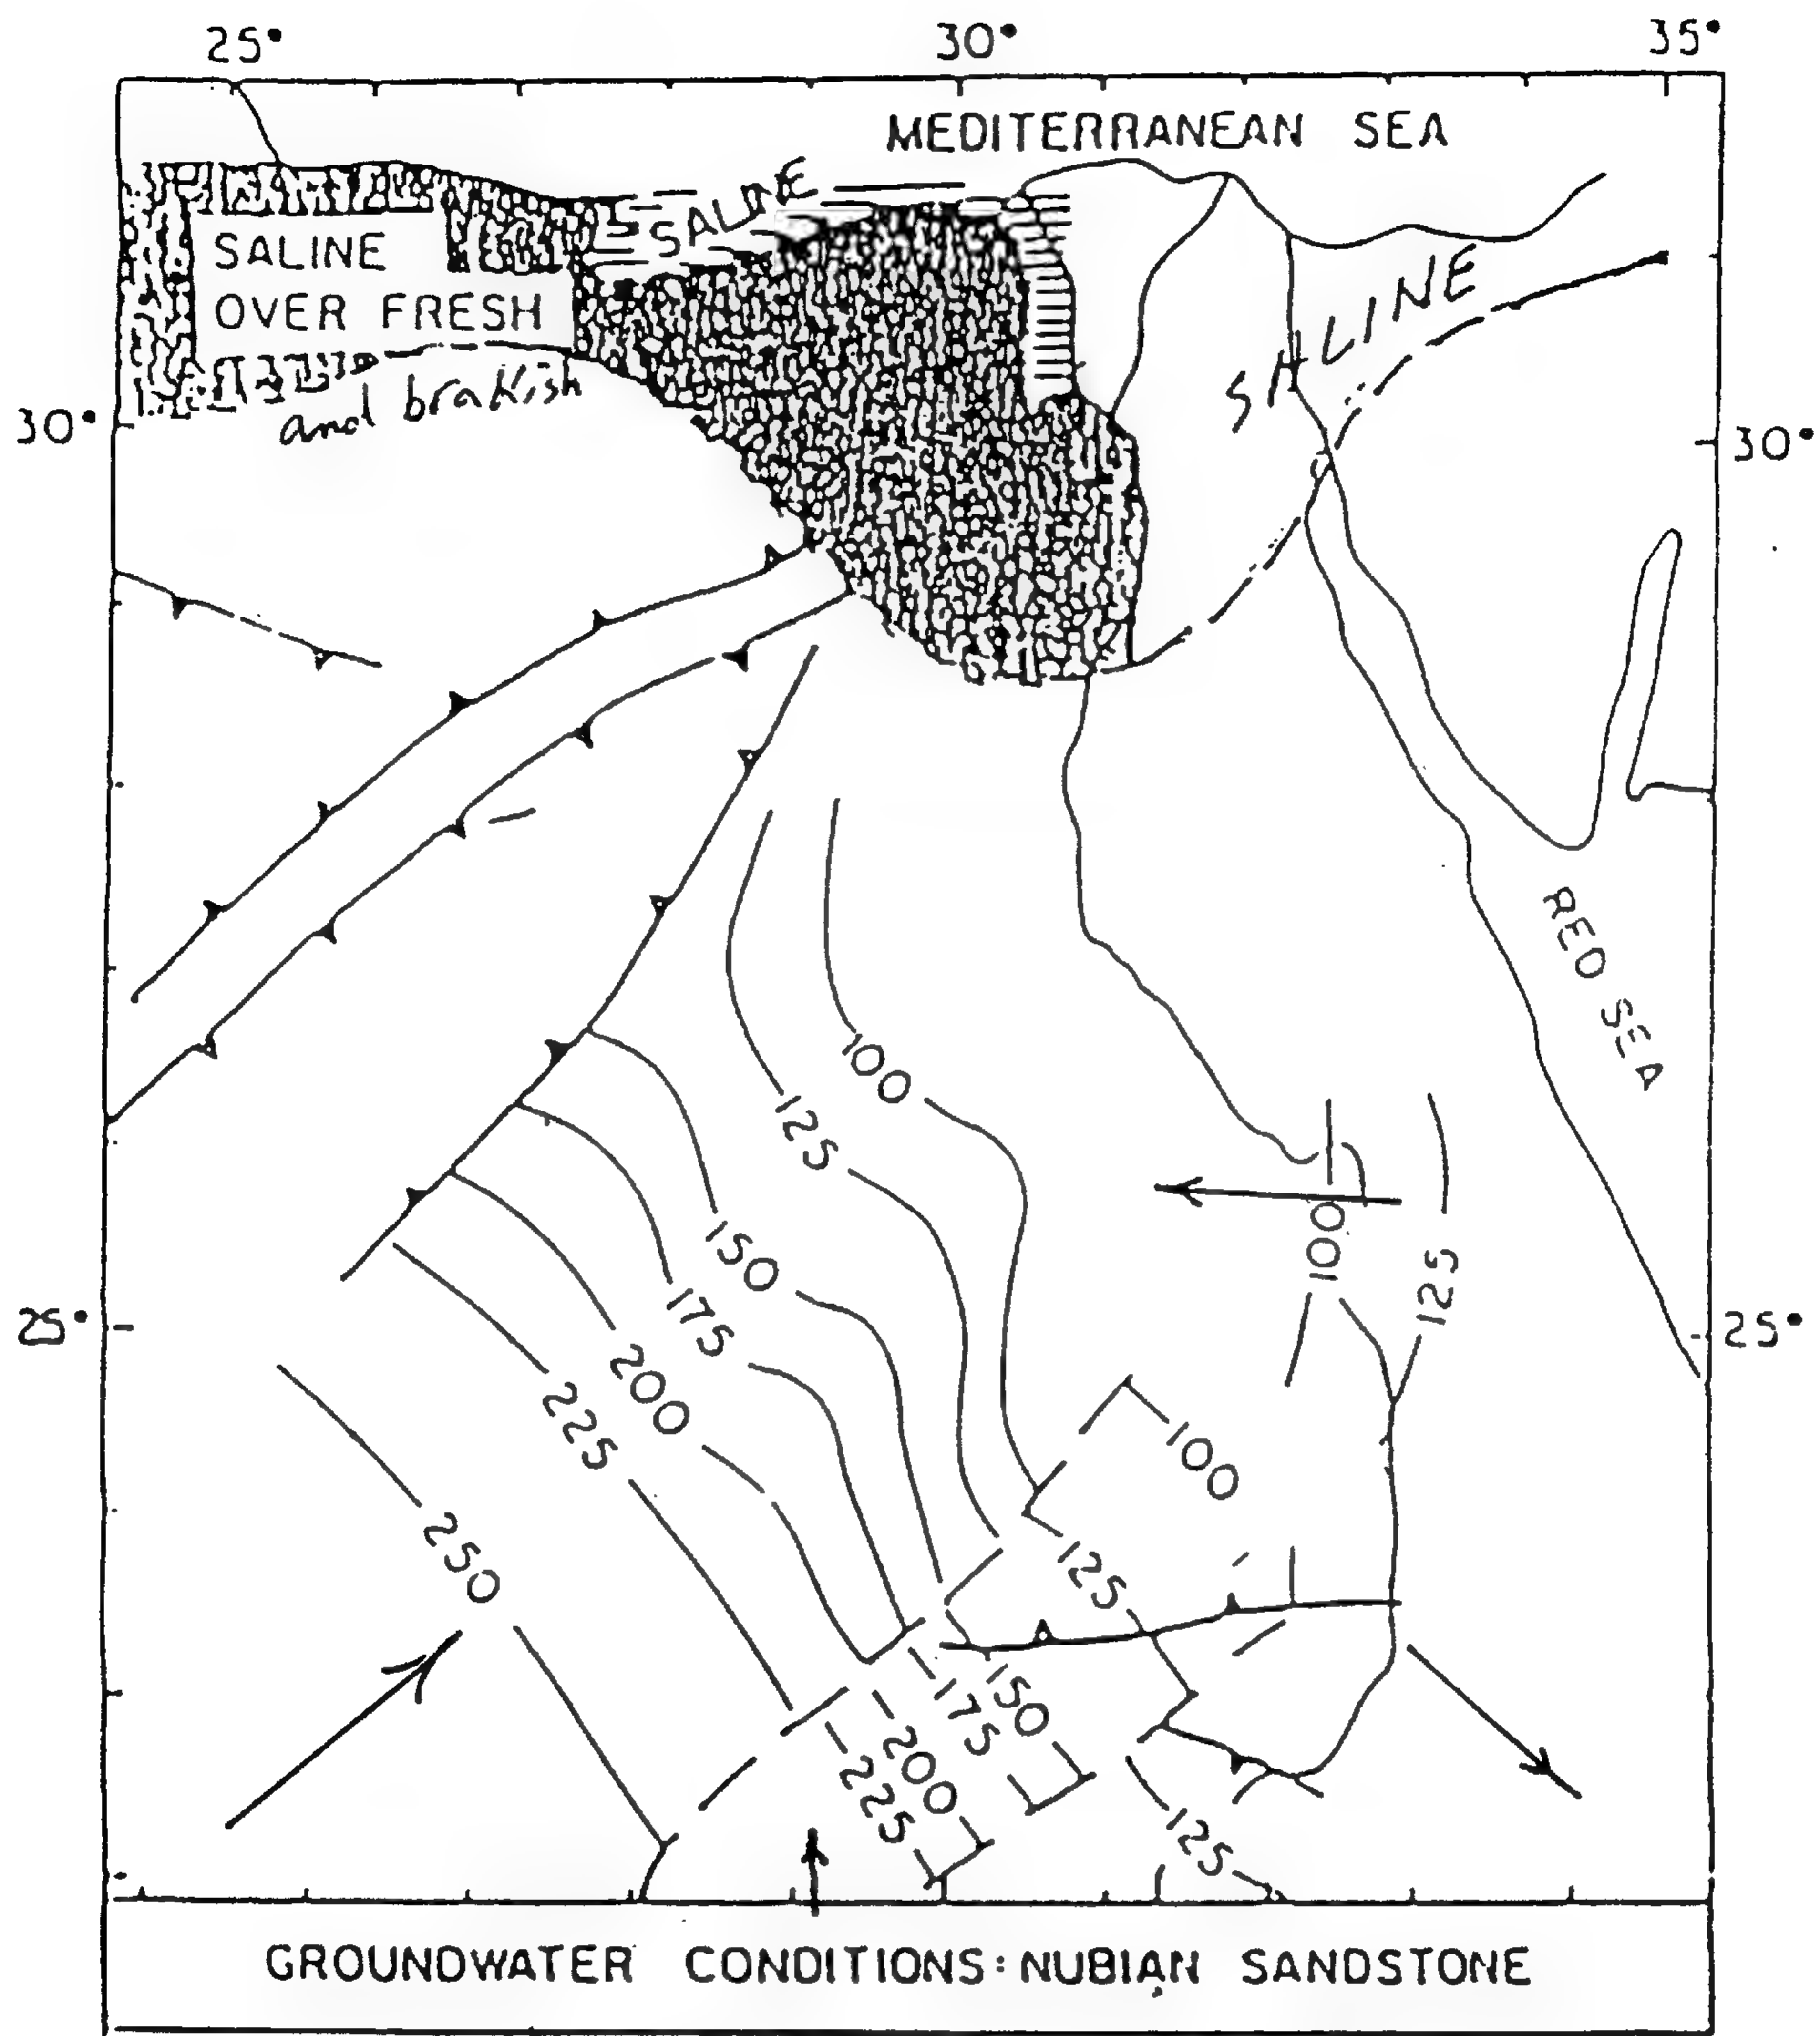 25° 30° 35°
MEDITERRANEAN SEA
SALINE
SALINE
OVER FRESH
and brakish
SALINE
30° 30°
RED SEA
100
125
150
100
125
175
200
225
25° 25°
100
250
125
150
175
200
225
125
GROUNDWATER CONDITIONS: NUBIAN SANDSTONE